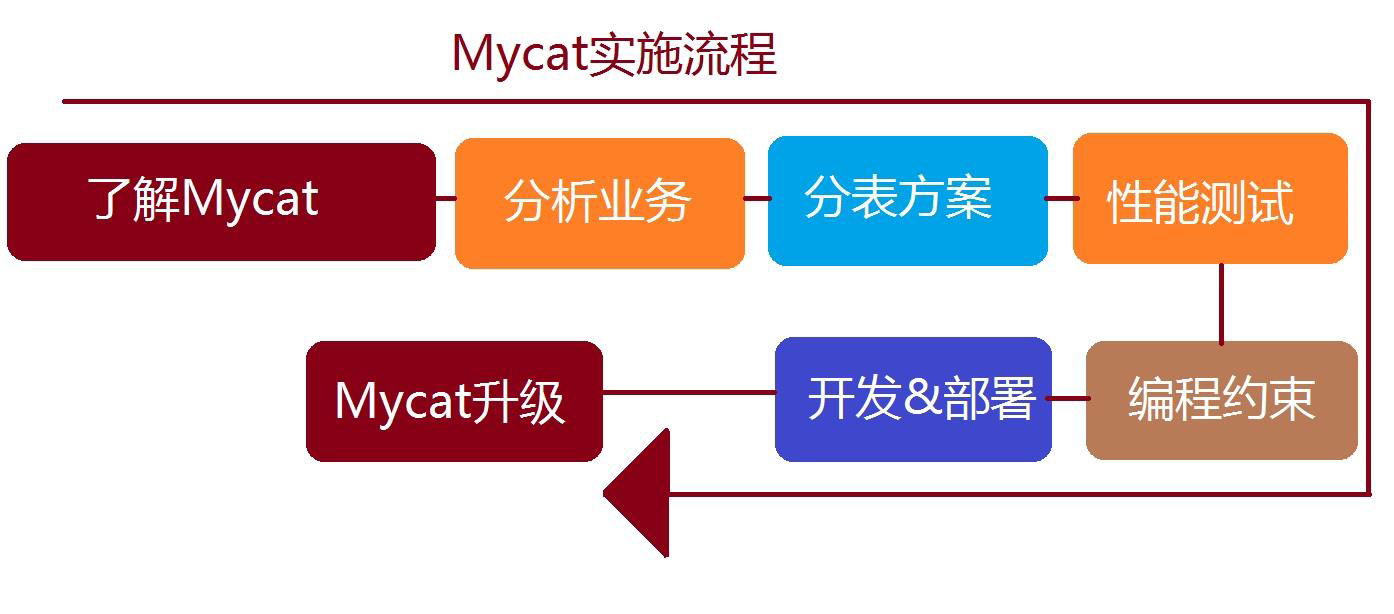 Mycat实施流程
了解Mycat
分析业务
分表方案
性能测试
编程约束
开发&部署
Mycat升级